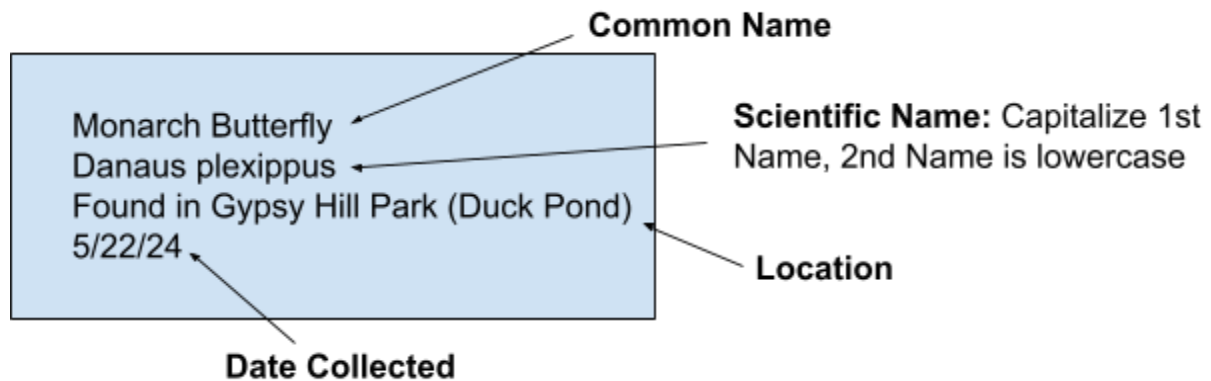 Common Name
Monarch Butterfly
Danaus plexippus
Found in Gypsy Hill Park (Duck Pond)
5/22/24
Scientific Name: Capitalize 1st
Name, 2nd Name is lowercase
Location
Date Collected